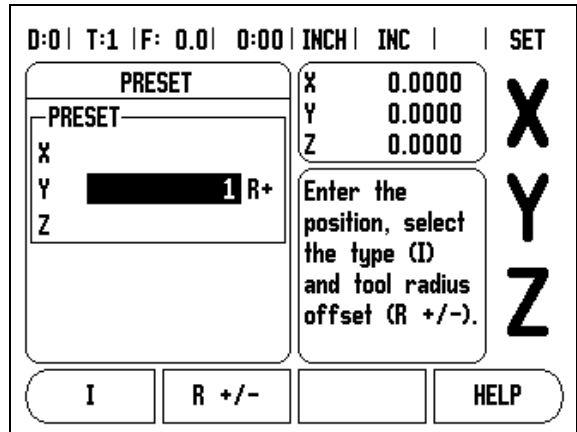 D:0 | T:1 | F: 0.0 | 0:00 | INCH | INC | | SET
PRESET
PRESET
X
Y 1 R+
Z
X 0.0000
Y 0.0000
Z 0.0000
Enter the
position, select
the type (I)
and tool radius
offset (R +/-).
X
Y
Z
I R +/- HELP